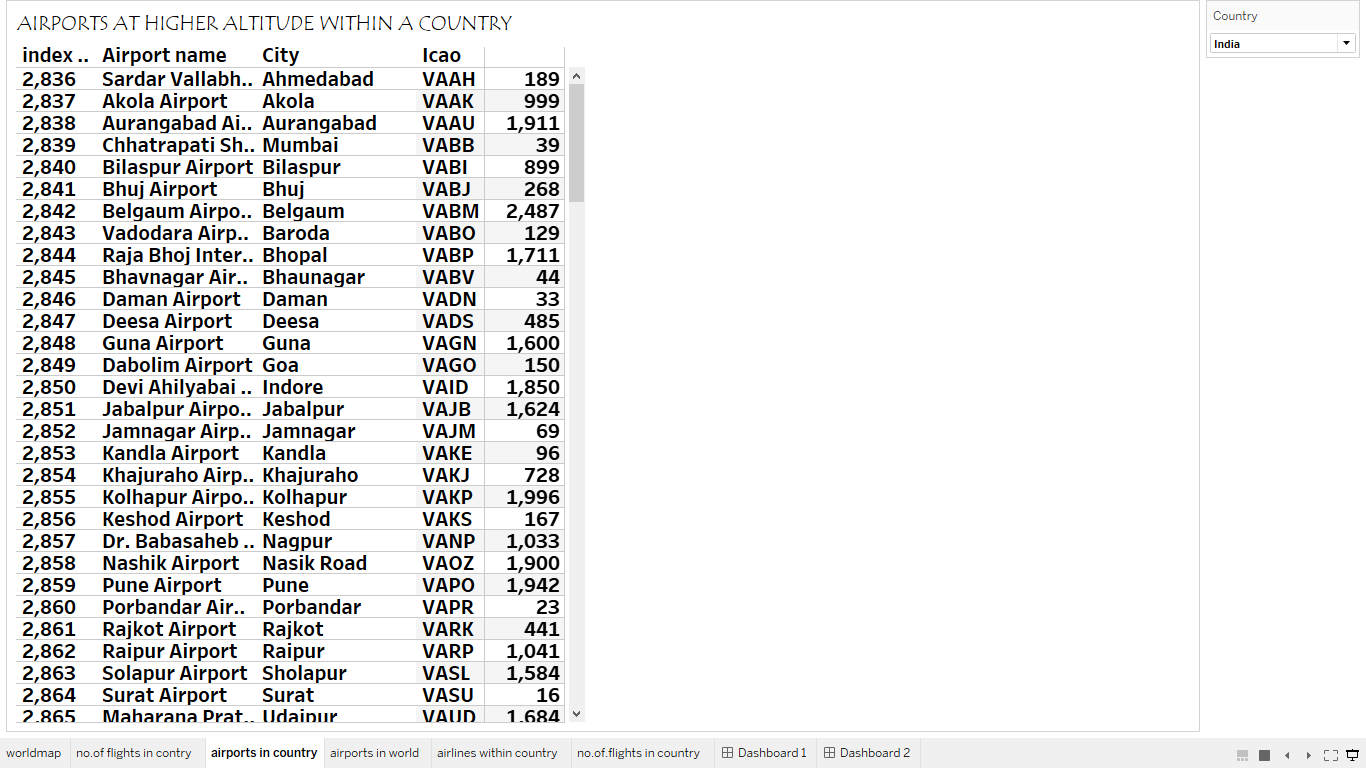 AIRPORTS AT HIGHER ALTITUDE WITHIN A COUNTRY
Country
India
index .. Airport name City Icao
2,836 Sardar Vallabh.. Ahmedabad VAAH 189
2,837 Akola Airport Akola VAAK 999
2,838 Aurangabad Ai.. Aurangabad VAAU 1,911
2,839 Chhatrapati Sh.. Mumbai VABB 39
2,840 Bilaspur Airport Bilaspur VABI 899
2,841 Bhuj Airport Bhuj VABJ 268
2,842 Belgaum Airpo.. Belgaum VABM 2,487
2,843 Vadodara Airp.. Baroda VABO 129
2,844 Raja Bhoj Inter.. Bhopal VABP 1,711
2,845 Bhavnagar Air.. Bhaunagar VABV 44
2,846 Daman Airport Daman VADN 33
2,847 Deesa Airport Deesa VADS 485
2,848 Guna Airport Guna VAGN 1,600
2,849 Dabolim Airport Goa VAGO 150
2,850 Devi Ahilyabai .. Indore VAID 1,850
2,851 Jabalpur Airpo.. Jabalpur VAJB 1,624
2,852 Jamnagar Airp.. Jamnagar VAJM 69
2,853 Kandla Airport Kandla VAKE 96
2,854 Khajuraho Airp.. Khajuraho VAKJ 728
2,855 Kolhapur Airpo.. Kolhapur VAKP 1,996
2,856 Keshod Airport Keshod VAKS 167
2,857 Dr. Babasaheb .. Nagpur VANP 1,033
2,858 Nashik Airport Nasik Road VAOZ 1,900
2,859 Pune Airport Pune VAPO 1,942
2,860 Porbandar Air.. Porbandar VAPR 23
2,861 Rajkot Airport Rajkot VARK 441
2,862 Raipur Airport Raipur VARP 1,041
2,863 Solapur Airport Sholapur VASL 1,584
2,864 Surat Airport Surat VASU 16
2,865 Maharana Prat.. Udaipur VAUD 1,684
worldmap no.of flights in contry airports in country airports in world airlines within country no.of.flights in country Dashboard 1 Dashboard 2